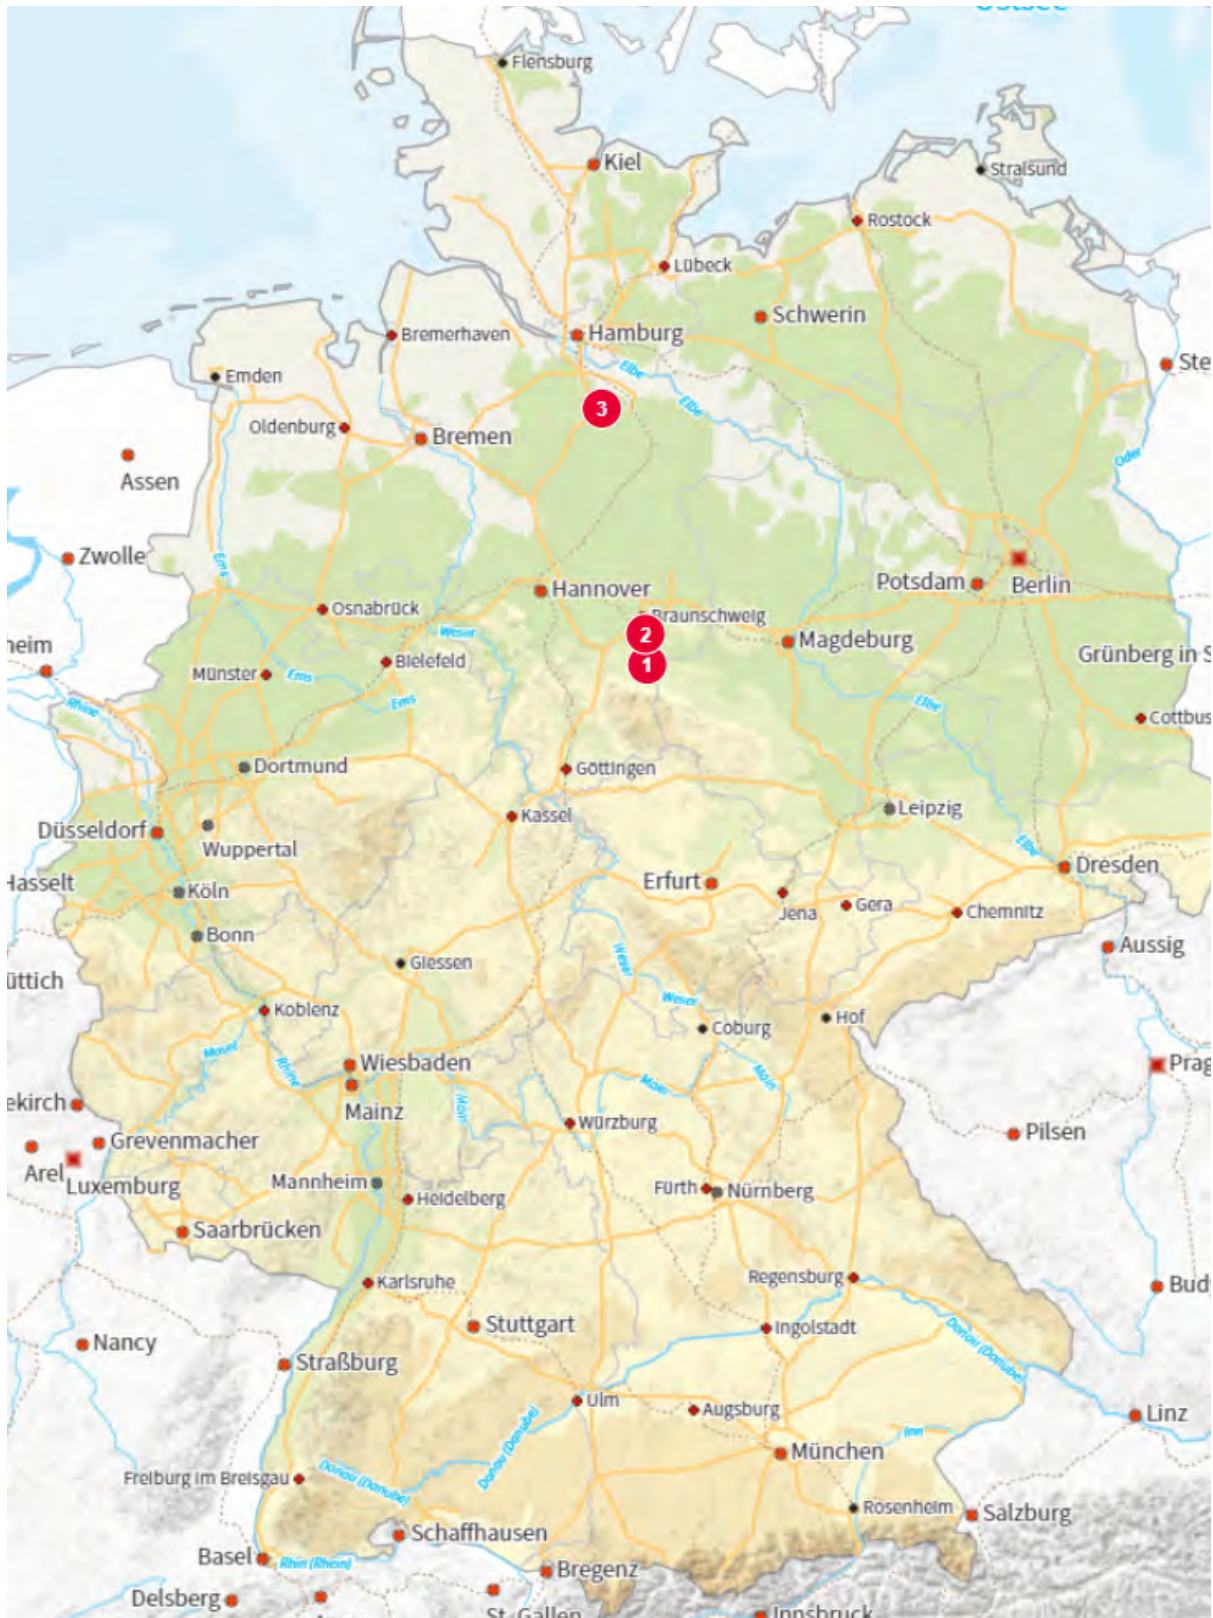 Ostsee
Flensburg
Kiel
Stralsund
Rostock
Lübeck
Schwerin
Bremerhaven
Hamburg
Elbe
Emden
Elbe
3
Oldenburg
Bremen
Oder
Assen
Zwolle
Ems
Hannover
Potsdam
Berlin
Osnabrück
Braunschweig
Weser
2
Magdeburg
heim
Bielefeld
1
Grünberg in S
Münster
Ems
Rhine
Ems
Elbe
Cottbus
Dortmund
Göttingen
Kassel
Leipzig
Düsseldorf
Wuppertal
Elbe
Dresden
Hasselt
Köln
Erfurt
Jena
Gera
Chemnitz
Bonn
Aussig
Giessen
Weser
üttich
Koblenz
Weser
Coburg
Hof
Mosel
Rhine
Wiesbaden
Prag
Main
Maier
Main
ekirch
Mainz
Würzburg
Grevenmacher
Pilsen
Arel
Luxemburg
Mannheim
Fürth
Nürnberg
Heidelberg
Saarbrücken
Karlsruhe
Regensburg
Stuttgart
Ingolstadt
Donau (Danube)
Nancy
Straßburg
Ulm
Augsburg
Linz
Donau (Danube)
Inn
München
Freiburg im Breisgau
Donau (Danube)
Rosenheim
Salzburg
Schaffhausen
Basel
Rhin (Rhein)
Bregenz
Delsberg
St. Gallen
Innsbruck